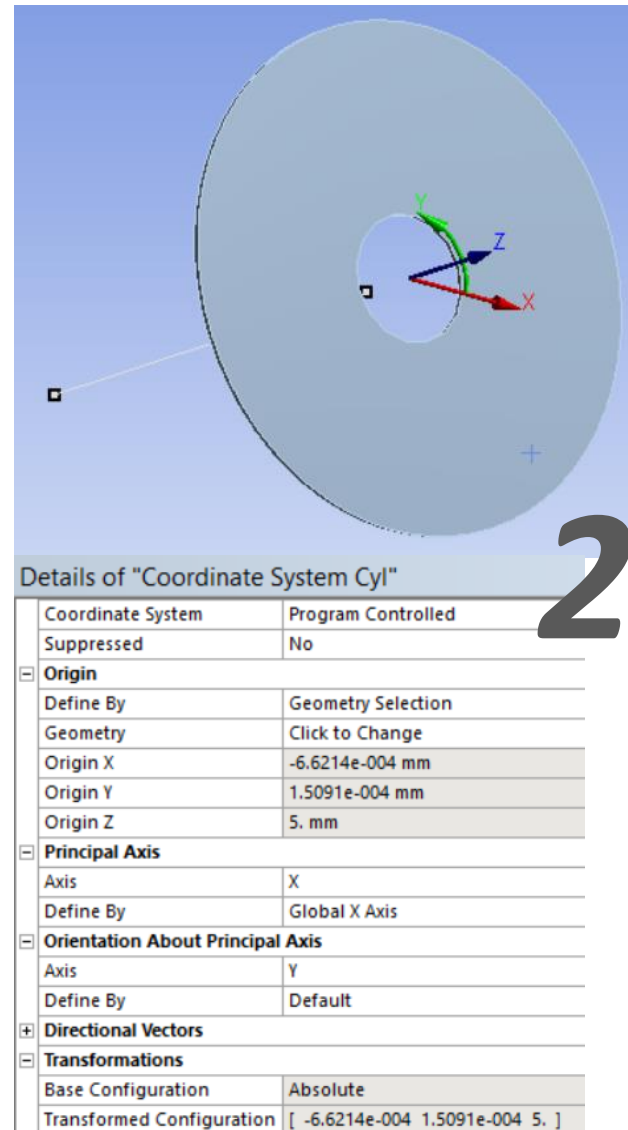 Y
Z
X
2
Details of "Coordinate System Cyl"
Coordinate System Program Controlled
Suppressed No
Origin
Define By Geometry Selection
Geometry Click to Change
Origin X -6.6214e-004 mm
Origin Y 1.5091e-004 mm
Origin Z 5. mm
Principal Axis
Axis X
Define By Global X Axis
Orientation About Principal Axis
Axis Y
Define By Default
Directional Vectors
Transformations
Base Configuration Absolute
Transformed Configuration [ -6.6214e-004 1.5091e-004 5. ]